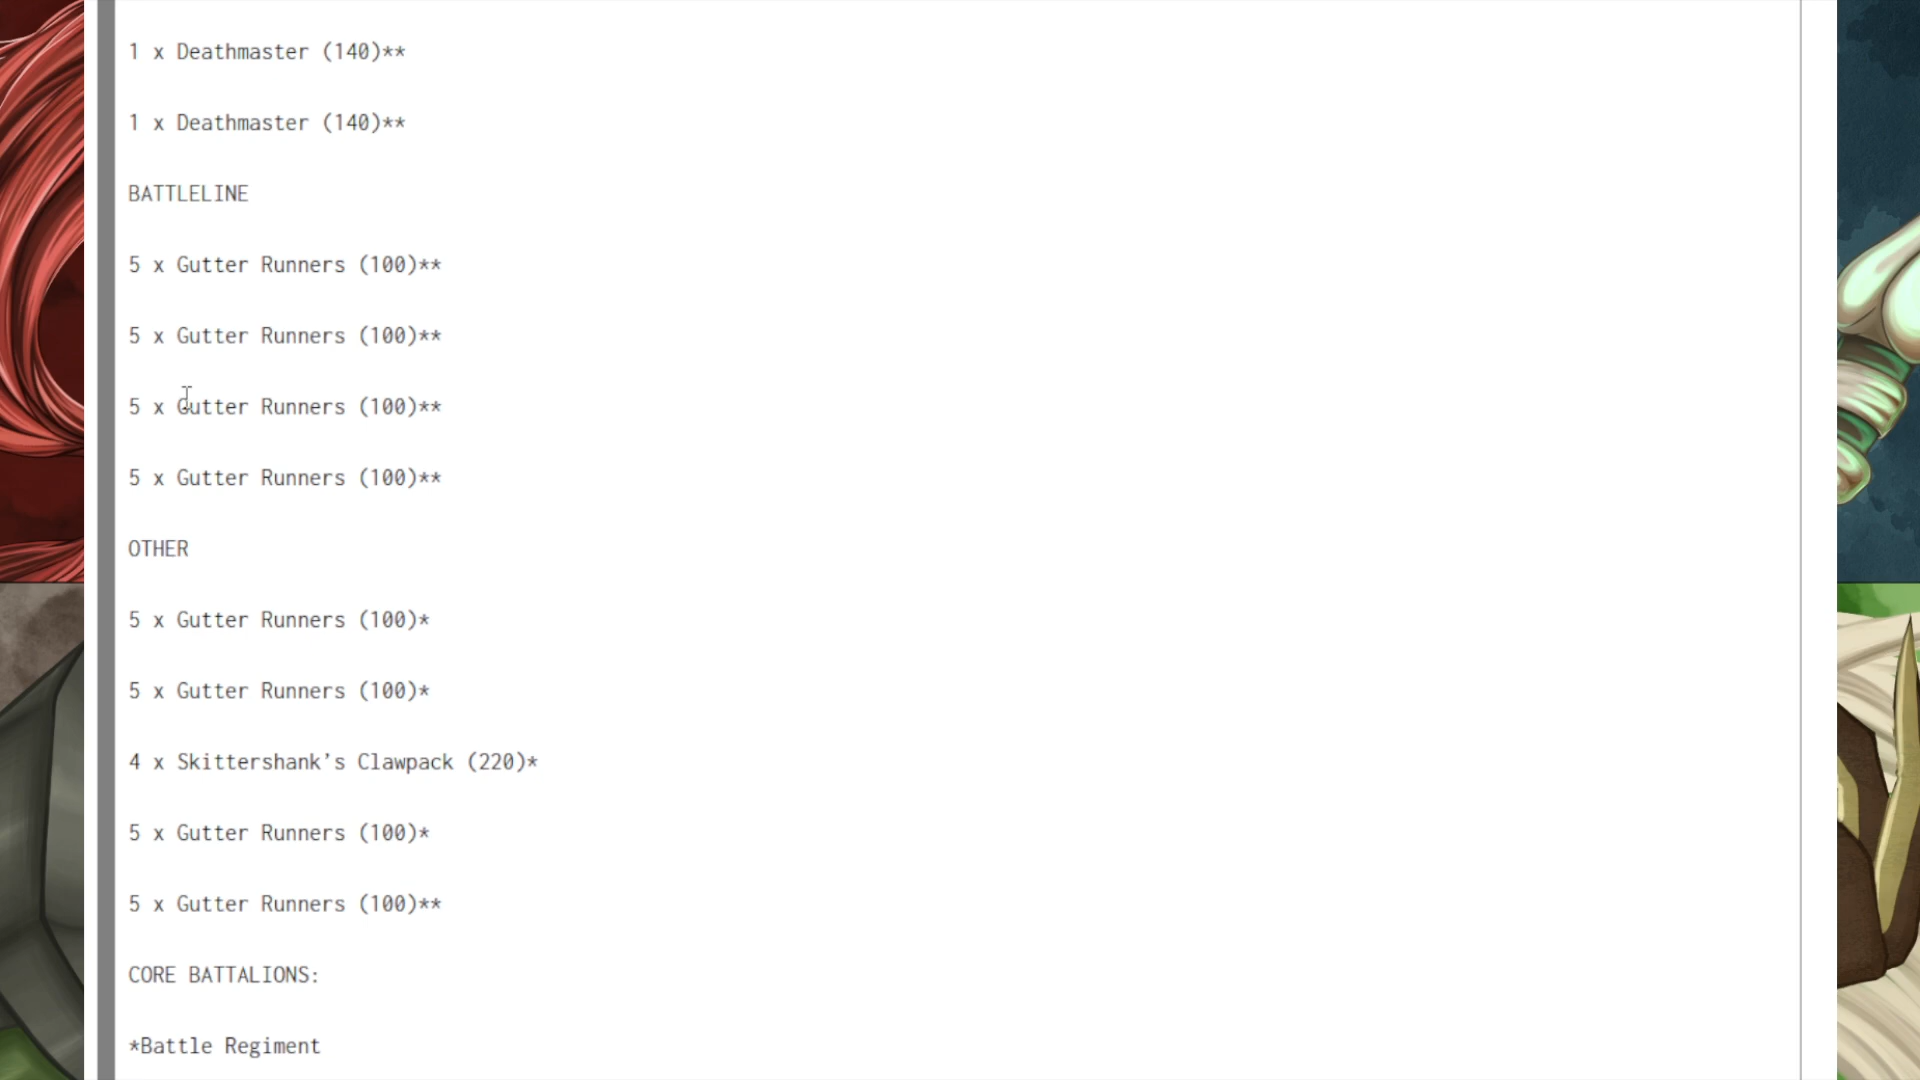 1 x Deathmaster (140)**
1 x Deathmaster (140)**
BATTLELINE
5 x Gutter Runners (100)**
5 x Gutter Runners (100)**
5 x Gutter Runners (100)**
5 x Gutter Runners (100)**
OTHER
5 x Gutter Runners (100)*
5 x Gutter Runners (100)*
4 x Skittershank’s Clawpack (220)*
5 x Gutter Runners (100)*
5 x Gutter Runners (100)**
CORE BATTALIONS:
*Battle Regiment